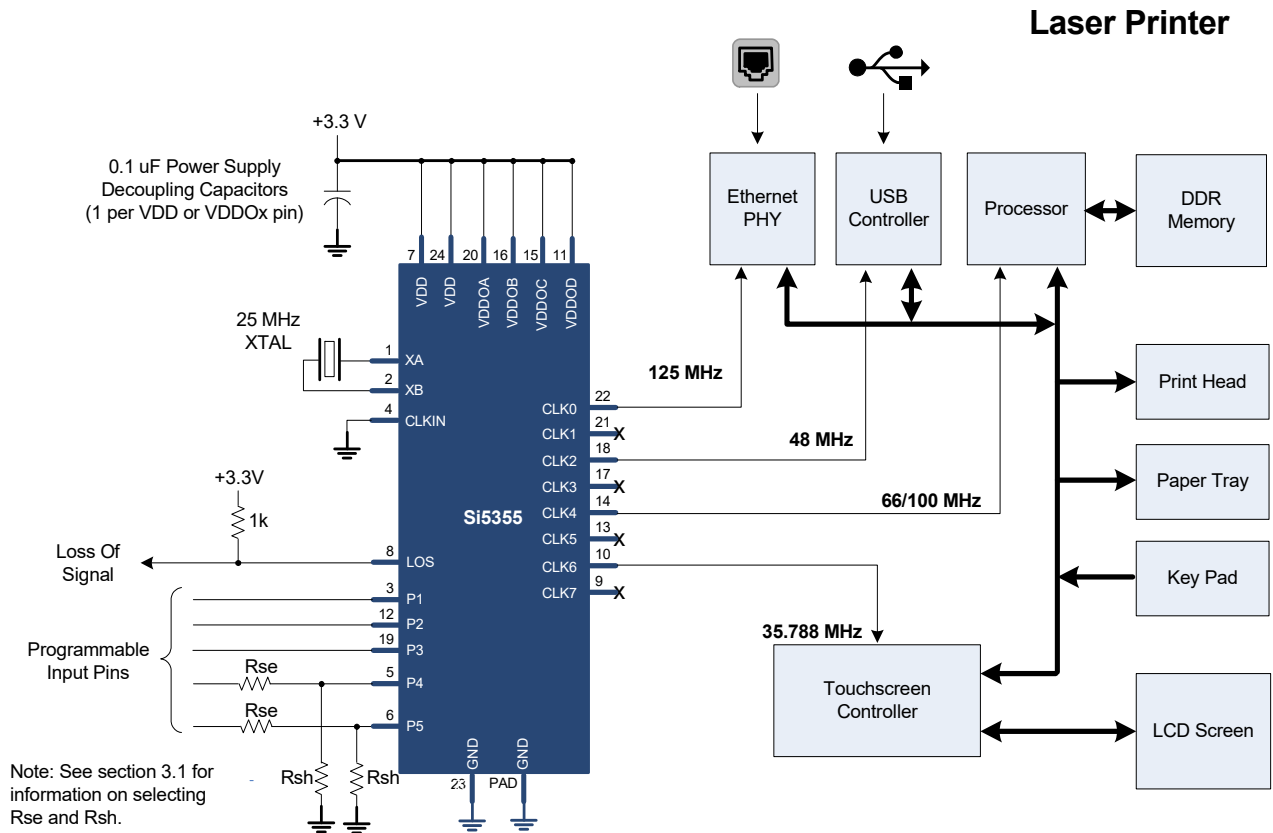 Laser Printer
+3.3 V
0.1 uF Power Supply
Decoupling Capacitors
(1 per VDD or VDDOx pin)
7
24
20
16
15
11
VDD
VDD
VDDOA
VDDOB
VDDOC
VDDOD
25 MHz
XTAL
1
XA
2
XB
4
CLKIN
+3.3V
1k
Loss Of
Signal
8
LOS
Programmable
Input Pins
3
P1
12
P2
19
P3
Rse
5
P4
Rse
6
P5
Rsh
Rsh
Note: See section 3.1 for
information on selecting
Rse and Rsh.
GND
23
GND
PAD
Si5355
CLK0
22
CLK1
21
X
CLK2
18
CLK3
17
X
CLK4
14
CLK5
13
X
CLK6
10
CLK7
9
X
125 MHz
48 MHz
66/100 MHz
35.788 MHz
Ethernet
PHY
USB
Controller
Processor
DDR
Memory
Print Head
Paper Tray
Key Pad
Touchscreen
Controller
LCD Screen